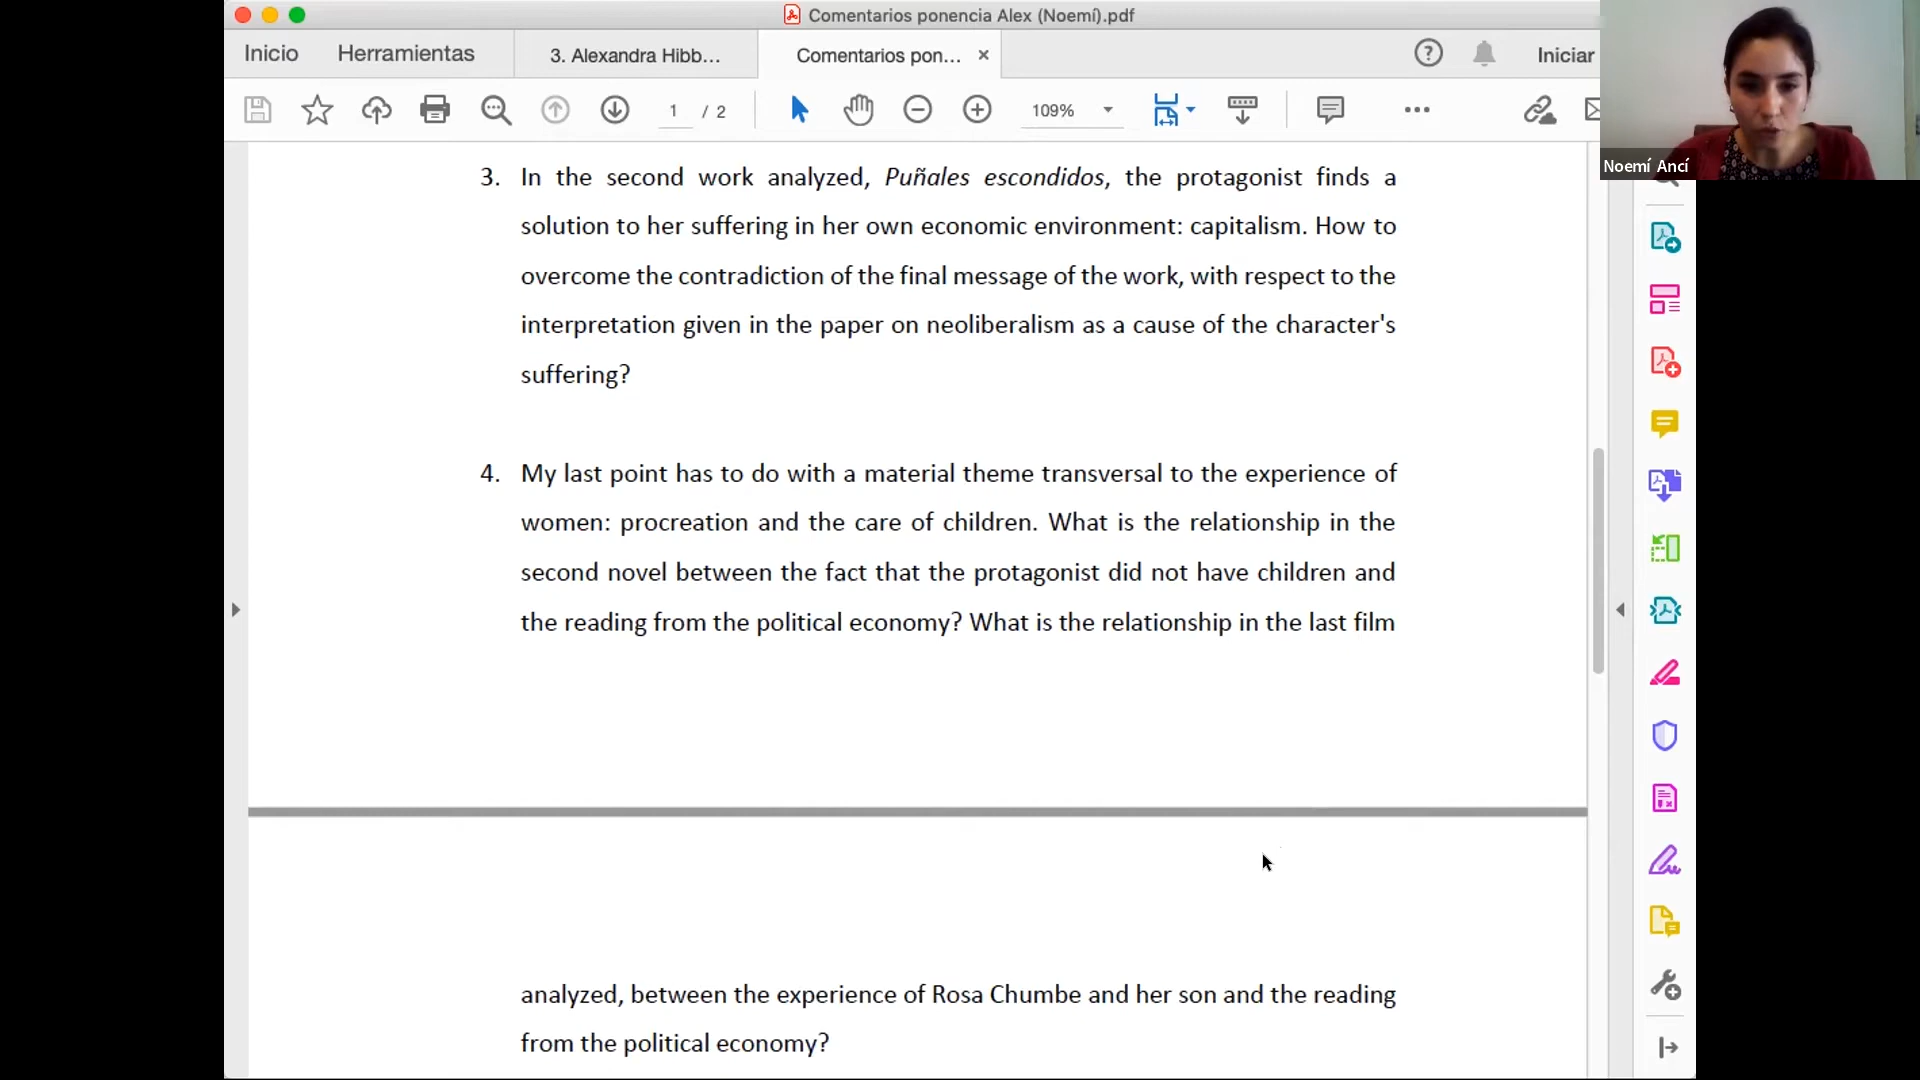 Comentarios ponencia Alex (Noemí).pdf
Inicio
Herramientas
3. Alexandra Hibb...
Comentarios pon...
Iniciar
1 / 2
109%
Noemí Ancí
3. In the second work analyzed, Puñales escondidos, the protagonist finds a
solution to her suffering in her own economic environment: capitalism. How to
overcome the contradiction of the final message of the work, with respect to the
interpretation given in the paper on neoliberalism as a cause of the character's
suffering?
4. My last point has to do with a material theme transversal to the experience of
women: procreation and the care of children. What is the relationship in the
second novel between the fact that the protagonist did not have children and
the reading from the political economy? What is the relationship in the last film
analyzed, between the experience of Rosa Chumbe and her son and the reading
from the political economy?